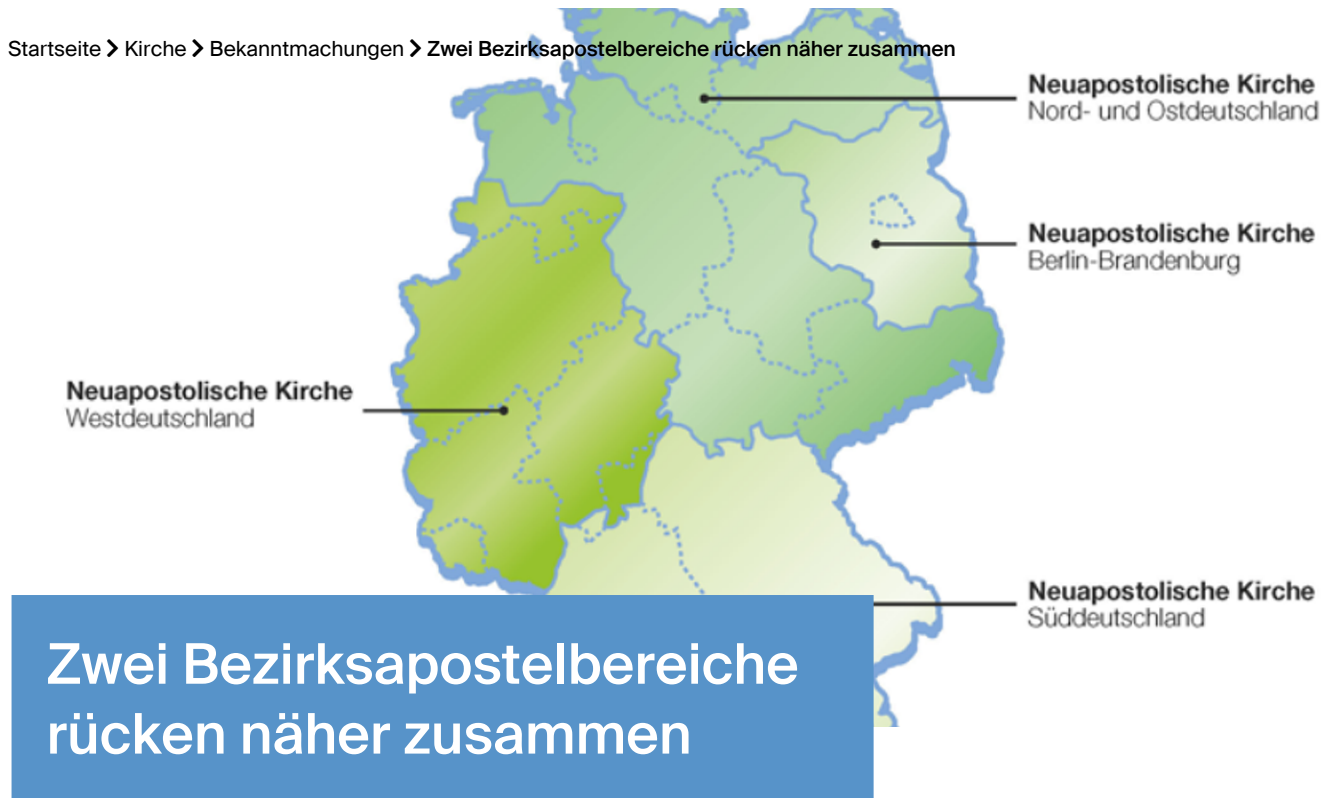 Startseite > Kirche > Bekanntmachungen > Zwei Bezirksapostelbereiche rücken näher zusammen
Neuapostolische Kirche
Nord- und Ostdeutschland
Neuapostolische Kirche
Berlin-Brandenburg
Neuapostolische Kirche
Westdeutschland
Neuapostolische Kirche
Süddeutschland
Zwei Bezirksapostelbereiche
rücken näher zusammen